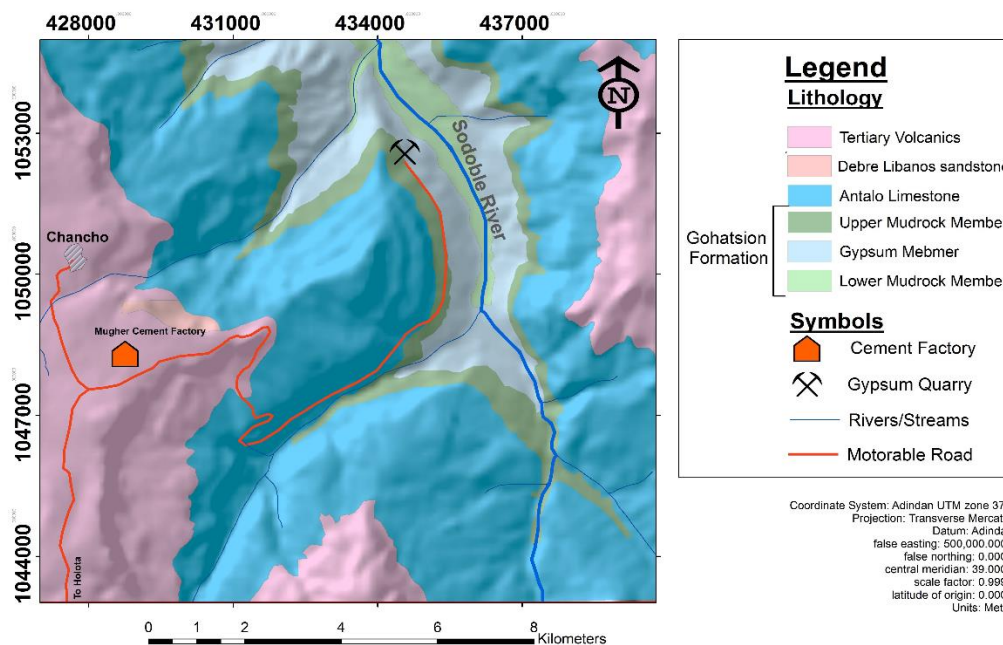 428000 431000 434000 437000
1053000
1050000
1047000
1044000
N
Sodoble River
Chancho
Mugher Cement Factory
To Holota
0 1 2 4 6 8
Kilometers
Legend
Lithology
Tertiary Volcanics
Debre Libanos sandstone
Antalo Limestone
Gohatsion
Formation
Upper Mudrock Membe
Gypsum Mebmer
Lower Mudrock Membe
Symbols
Cement Factory
Gypsum Quarry
Rivers/Streams
Motorable Road
Coordinate System: Adindan UTM zone 37
Projection: Transverse Mercat
Datum: Adinda
false easting: 500,000.000
false northing: 0.000
central meridian: 39.000
scale factor: 0.999
latitude of origin: 0.000
Units: Met